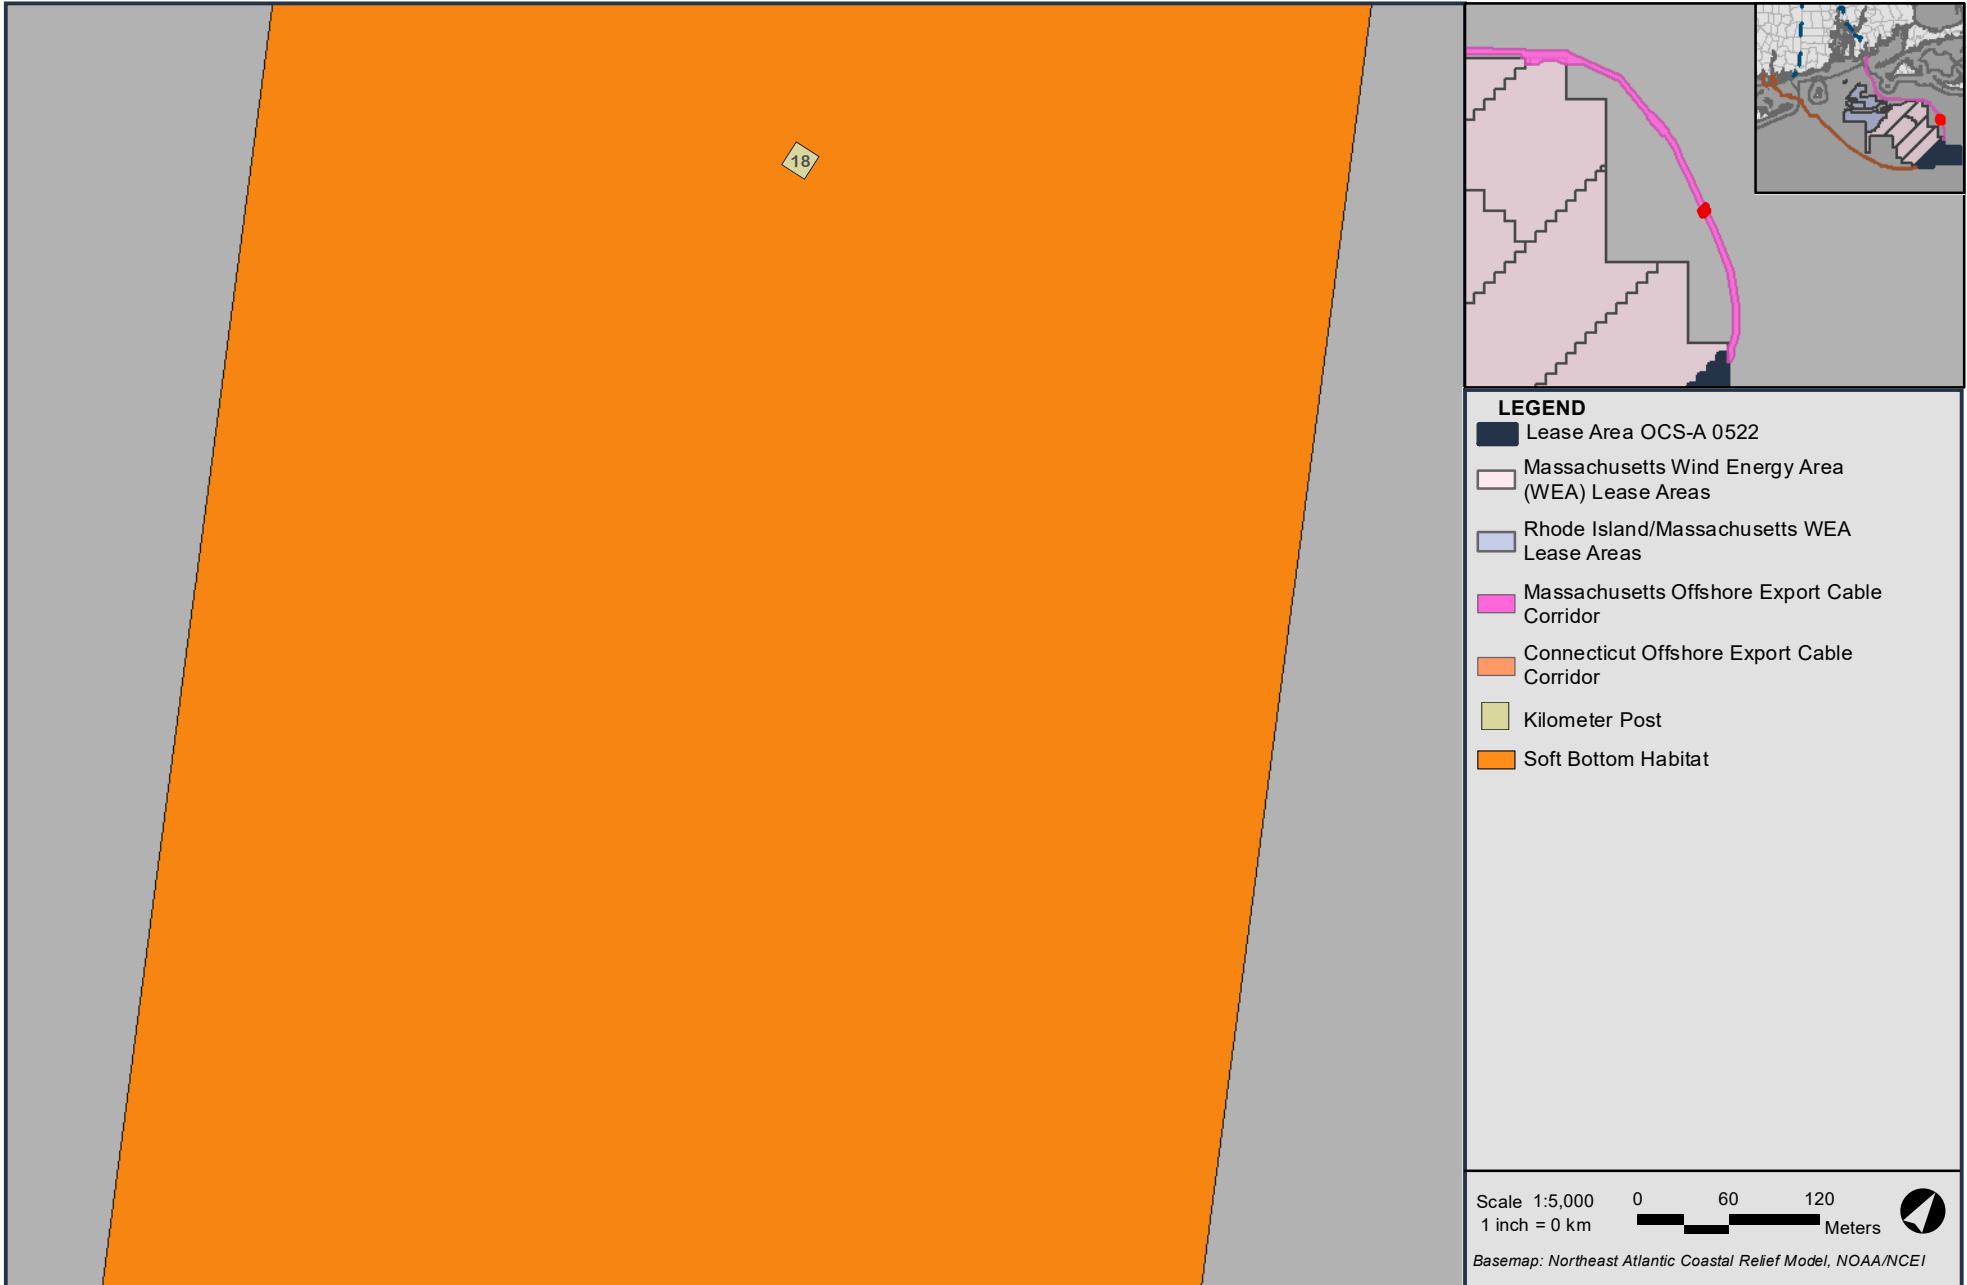 18
LEGEND
Lease Area OCS-A 0522
Massachusetts Wind Energy Area
(WEA) Lease Areas
Rhode Island/Massachusetts WEA
Lease Areas
Massachusetts Offshore Export Cable
Corridor
Connecticut Offshore Export Cable
Corridor
Kilometer Post
Soft Bottom Habitat
Scale 1:5,000
1 inch = 0 km
0 60 120
Meters
Basemap: Northeast Atlantic Coastal Relief Model, NOAA/NCEI